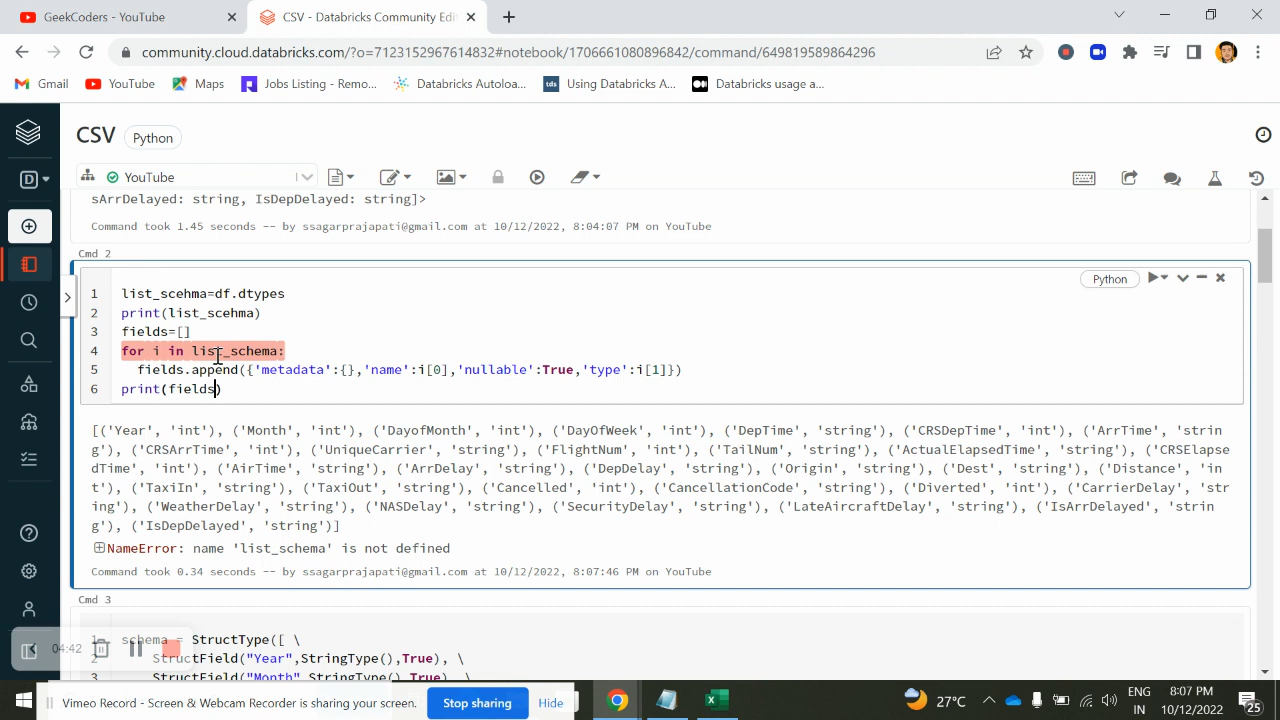 GeekCoders - YouTube
CSV - Databricks Community Edi
community.cloud.databricks.com/?o=7123152967614832#notebook/1706661080896842/command/649819589864296
Gmail
YouTube
Maps
Jobs Listing - Remo...
Databricks Autoloa...
tds
Using Databricks A...
Databricks usage a...
CSV
Python
D
YouTube
sArrDelayed: string, IsDepDelayed: string]>
Command took 1.45 seconds -- by ssagarprajapati@gmail.com at 10/12/2022, 8:04:07 PM on YouTube
Cmd 2
Python
1 list_scehma=df.dtypes
2 print(list_scehma)
3 fields=[]
4 for i in list_schema:
5 fields.append({'metadata':{},'name':i[0],'nullable':True,'type':i[1]})
6 print(fields)
[('Year', 'int'), ('Month', 'int'), ('DayofMonth', 'int'), ('DayOfWeek', 'int'), ('DepTime', 'string'), ('CRSDepTime', 'int'), ('ArrTime', 'strin
g'), ('CRSArrTime', 'int'), ('UniqueCarrier', 'string'), ('FlightNum', 'int'), ('TailNum', 'string'), ('ActualElapsedTime', 'string'), ('CRSElapse
dTime', 'int'), ('AirTime', 'string'), ('ArrDelay', 'string'), ('DepDelay', 'string'), ('Origin', 'string'), ('Dest', 'string'), ('Distance', 'in
t'), ('TaxiIn', 'string'), ('TaxiOut', 'string'), ('Cancelled', 'int'), ('CancellationCode', 'string'), ('Diverted', 'int'), ('CarrierDelay', 'str
ing'), ('WeatherDelay', 'string'), ('NASDelay', 'string'), ('SecurityDelay', 'string'), ('LateAircraftDelay', 'string'), ('IsArrDelayed', 'strin
g'), ('IsDepDelayed', 'string')]
NameError: name 'list_schema' is not defined
Command took 0.34 seconds -- by ssagarprajapati@gmail.com at 10/12/2022, 8:07:46 PM on YouTube
Cmd 3
1 schema = StructType([ \
2 StructField("Year",StringType(),True), \
3 StructField("Month",StringType(),True), \
04:42
Vimeo Record - Screen & Webcam Recorder is sharing your screen.
Stop sharing
Hide
27°C
ENG
IN
8:07 PM
10/12/2022
25